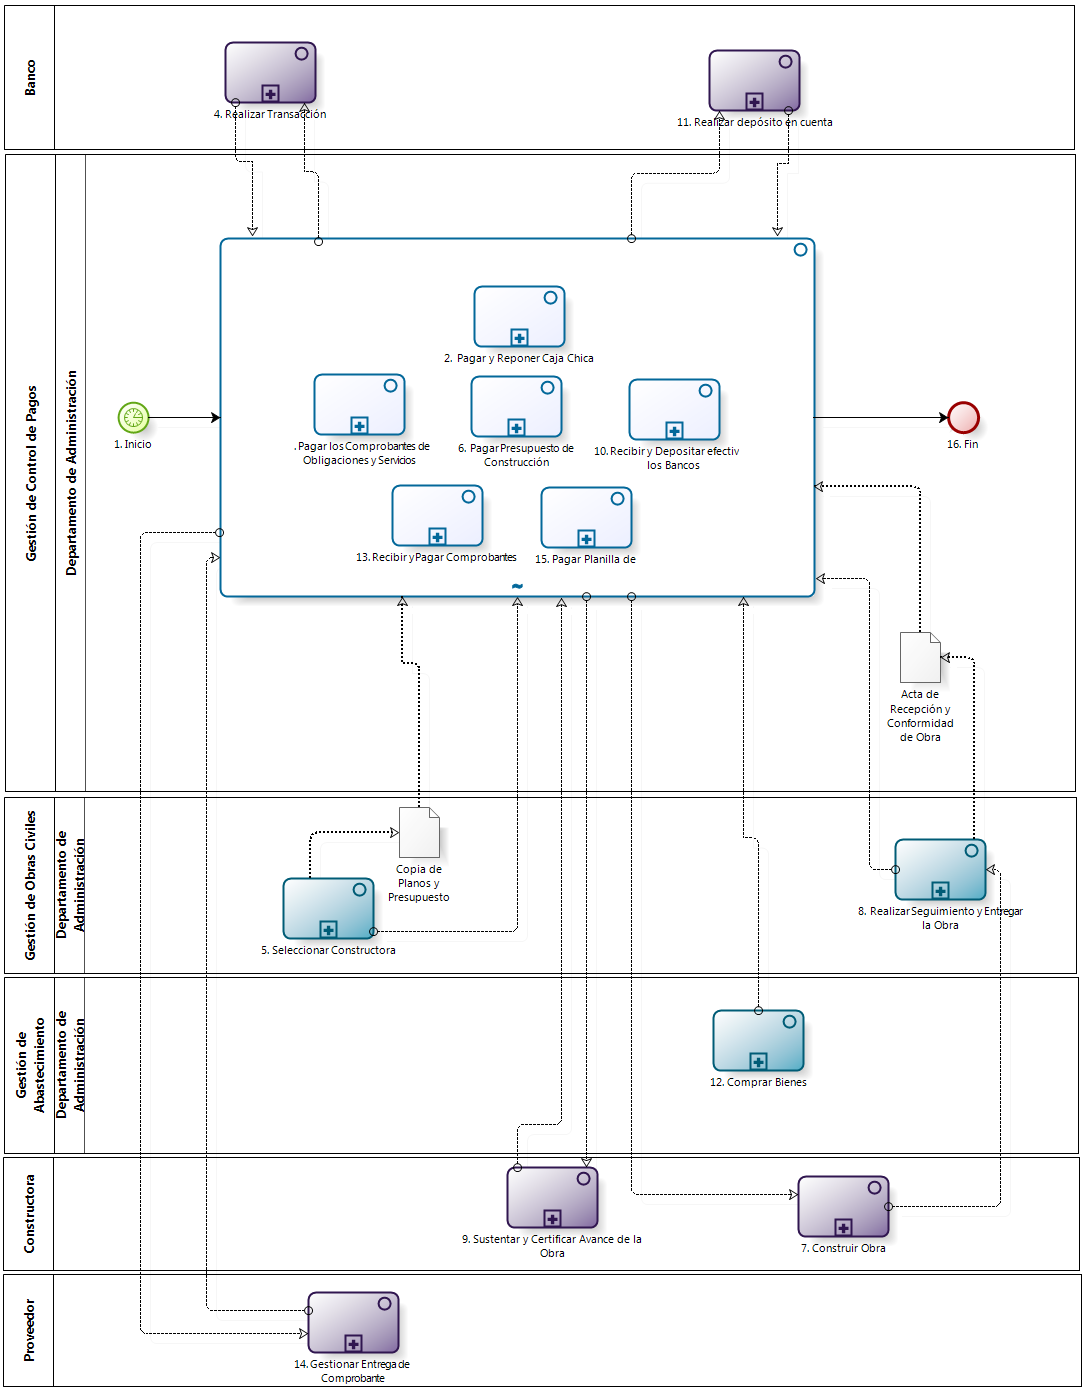 Banco
4. Realizar Transacción
11. Realizar depósito en cuenta
Gestión de Control de Pagos
Departamento de Administración
1. Inicio
2. Pagar y Reponer Caja Chica
. Pagar los Comprobantes de
Obligaciones y Servicios
6. Pagar Presupuesto de
Construcción
10. Recibir y Depositar efectiv
los Bancos
13. Recibir y Pagar Comprobantes
15. Pagar Planilla de
16. Fin
Acta de
Recepción y
Conformidad
de Obra
Gestión de Obras Civiles
Departamento de
Administración
Copia de
Planos y
Presupuesto
5. Seleccionar Constructora
8. Realizar Seguimiento y Entregar
la Obra
Gestión de
Abastecimiento
Departamento de
Administración
12. Comprar Bienes
Constructora
9. Sustentar y Certificar Avance de la
Obra
7. Construir Obra
Proveedor
14. Gestionar Entrega de
Comprobante